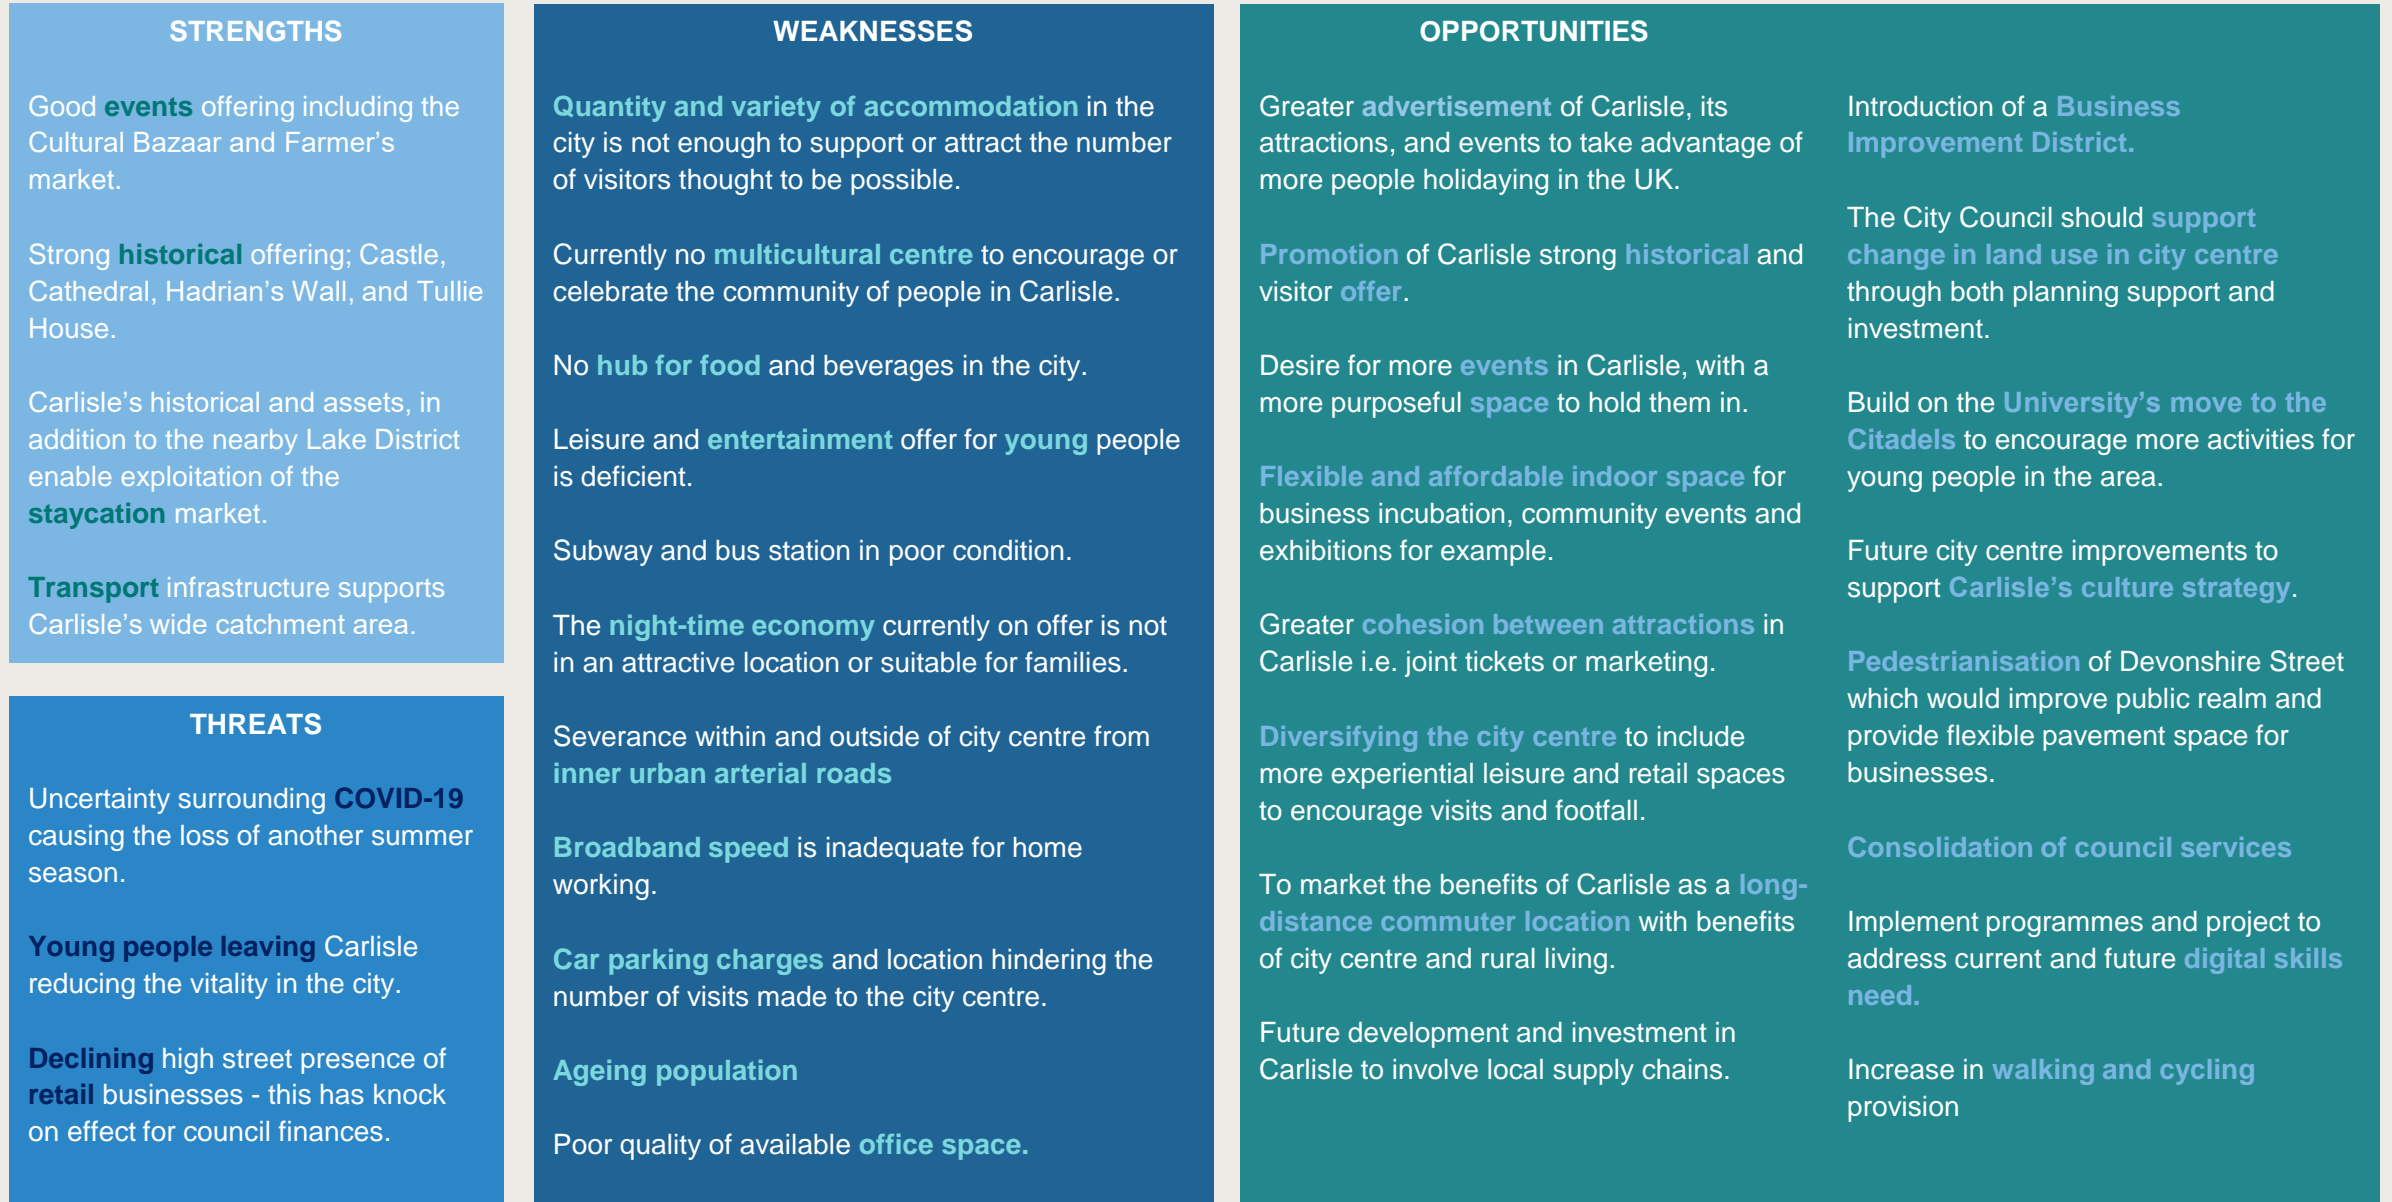 STRENGTHS
Good events offering including the
Cultural Bazaar and Farmer’s
market.
Strong historical offering; Castle,
Cathedral, Hadrian’s Wall, and Tullie
House.
Carlisle’s historical and assets, in
addition to the nearby Lake District
enable exploitation of the
staycation market.
Transport infrastructure supports
Carlisle’s wide catchment area.
THREATS
Uncertainty surrounding COVID-19
causing the loss of another summer
season.
Young people leaving Carlisle
reducing the vitality in the city.
Declining high street presence of
retail businesses - this has knock
on effect for council finances.
WEAKNESSES
Quantity and variety of accommodation in the
city is not enough to support or attract the number
of visitors thought to be possible.
Currently no multicultural centre to encourage or
celebrate the community of people in Carlisle.
No hub for food and beverages in the city.
Leisure and entertainment offer for young people
is deficient.
Subway and bus station in poor condition.
The night-time economy currently on offer is not
in an attractive location or suitable for families.
Severance within and outside of city centre from
inner urban arterial roads
Broadband speed is inadequate for home
working.
Car parking charges and location hindering the
number of visits made to the city centre.
Ageing population
Poor quality of available office space.
OPPORTUNITIES
Greater advertisement of Carlisle, its
attractions, and events to take advantage of
more people holidaying in the UK.
Promotion of Carlisle strong historical and
visitor offer.
Desire for more events in Carlisle, with a
more purposeful space to hold them in.
Flexible and affordable indoor space for
business incubation, community events and
exhibitions for example.
Greater cohesion between attractions in
Carlisle i.e. joint tickets or marketing.
Diversifying the city centre to include
more experiential leisure and retail spaces
to encourage visits and footfall.
To market the benefits of Carlisle as a long-
distance commuter location with benefits
of city centre and rural living.
Future development and investment in
Carlisle to involve local supply chains.
Introduction of a Business
Improvement District.
The City Council should support
change in land use in city centre
through both planning support and
investment.
Build on the University’s move to the
Citadels to encourage more activities for
young people in the area.
Future city centre improvements to
support Carlisle’s culture strategy.
Pedestrianisation of Devonshire Street
which would improve public realm and
provide flexible pavement space for
businesses.
Consolidation of council services
Implement programmes and project to
address current and future digital skills
need.
Increase in walking and cycling
provision